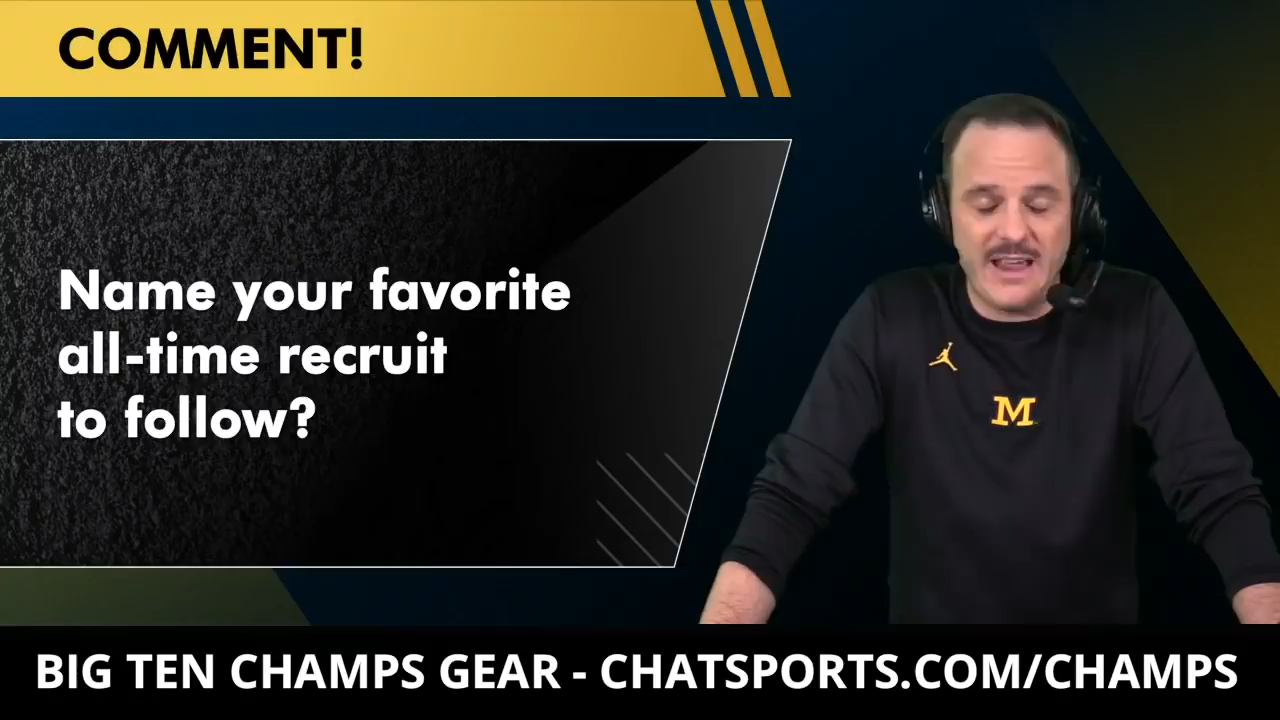 COMMENT!
Name your favorite
all-time recruit
to follow?
M
BIG TEN CHAMPS GEAR - CHATSPORTS.COM/CHAMPS